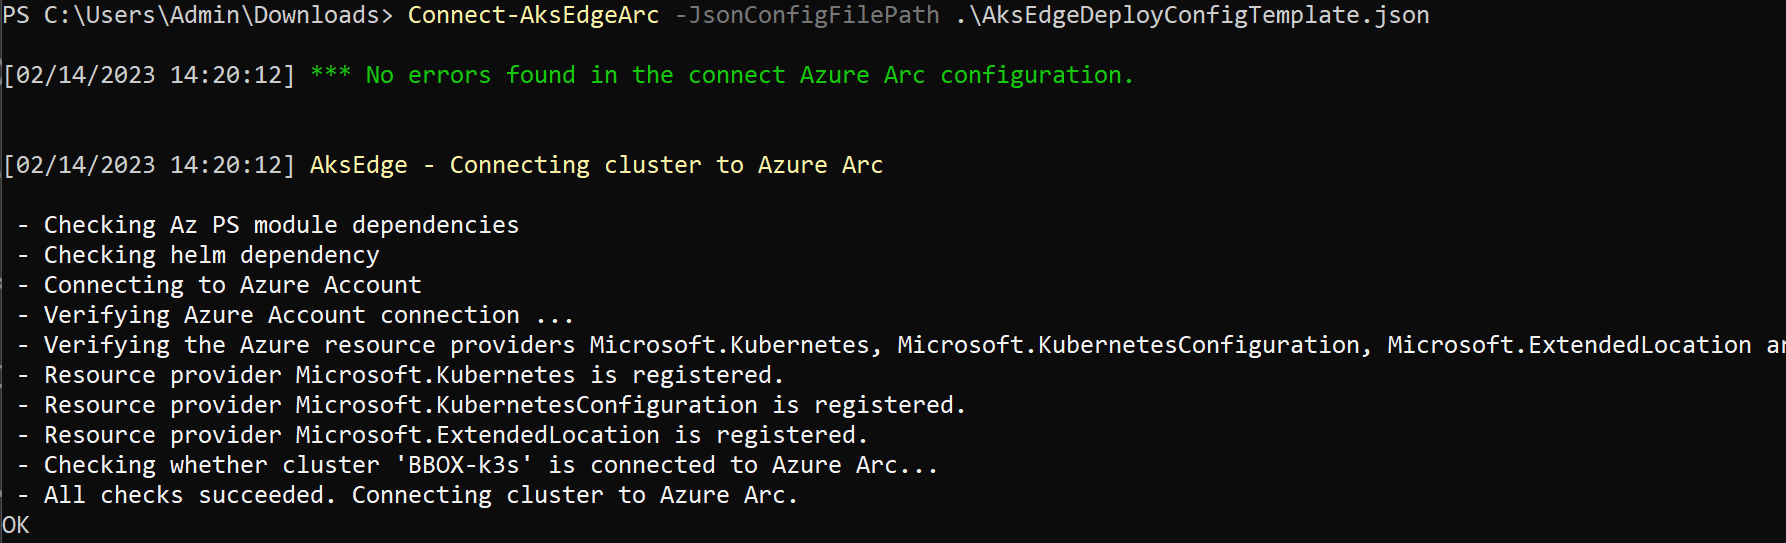 PS C:\Users\Admin\Downloads> Connect-AksEdgeArc -JsonConfigFilePath .\AksEdgeDeployConfigTemplate.json
[02/14/2023 14:20:12] *** No errors found in the connect Azure Arc configuration.
[02/14/2023 14:20:12] AksEdge - Connecting cluster to Azure Arc
- Checking Az PS module dependencies
- Checking helm dependency
- Connecting to Azure Account
- Verifying Azure Account connection ...
- Verifying the Azure resource providers Microsoft.Kubernetes, Microsoft.KubernetesConfiguration, Microsoft.ExtendedLocation
- Resource provider Microsoft.Kubernetes is registered.
- Resource provider Microsoft.KubernetesConfiguration is registered.
- Resource provider Microsoft.ExtendedLocation is registered.
- Checking whether cluster 'BBOX-k3s' is connected to Azure Arc...
- All checks succeeded. Connecting cluster to Azure Arc.
OK